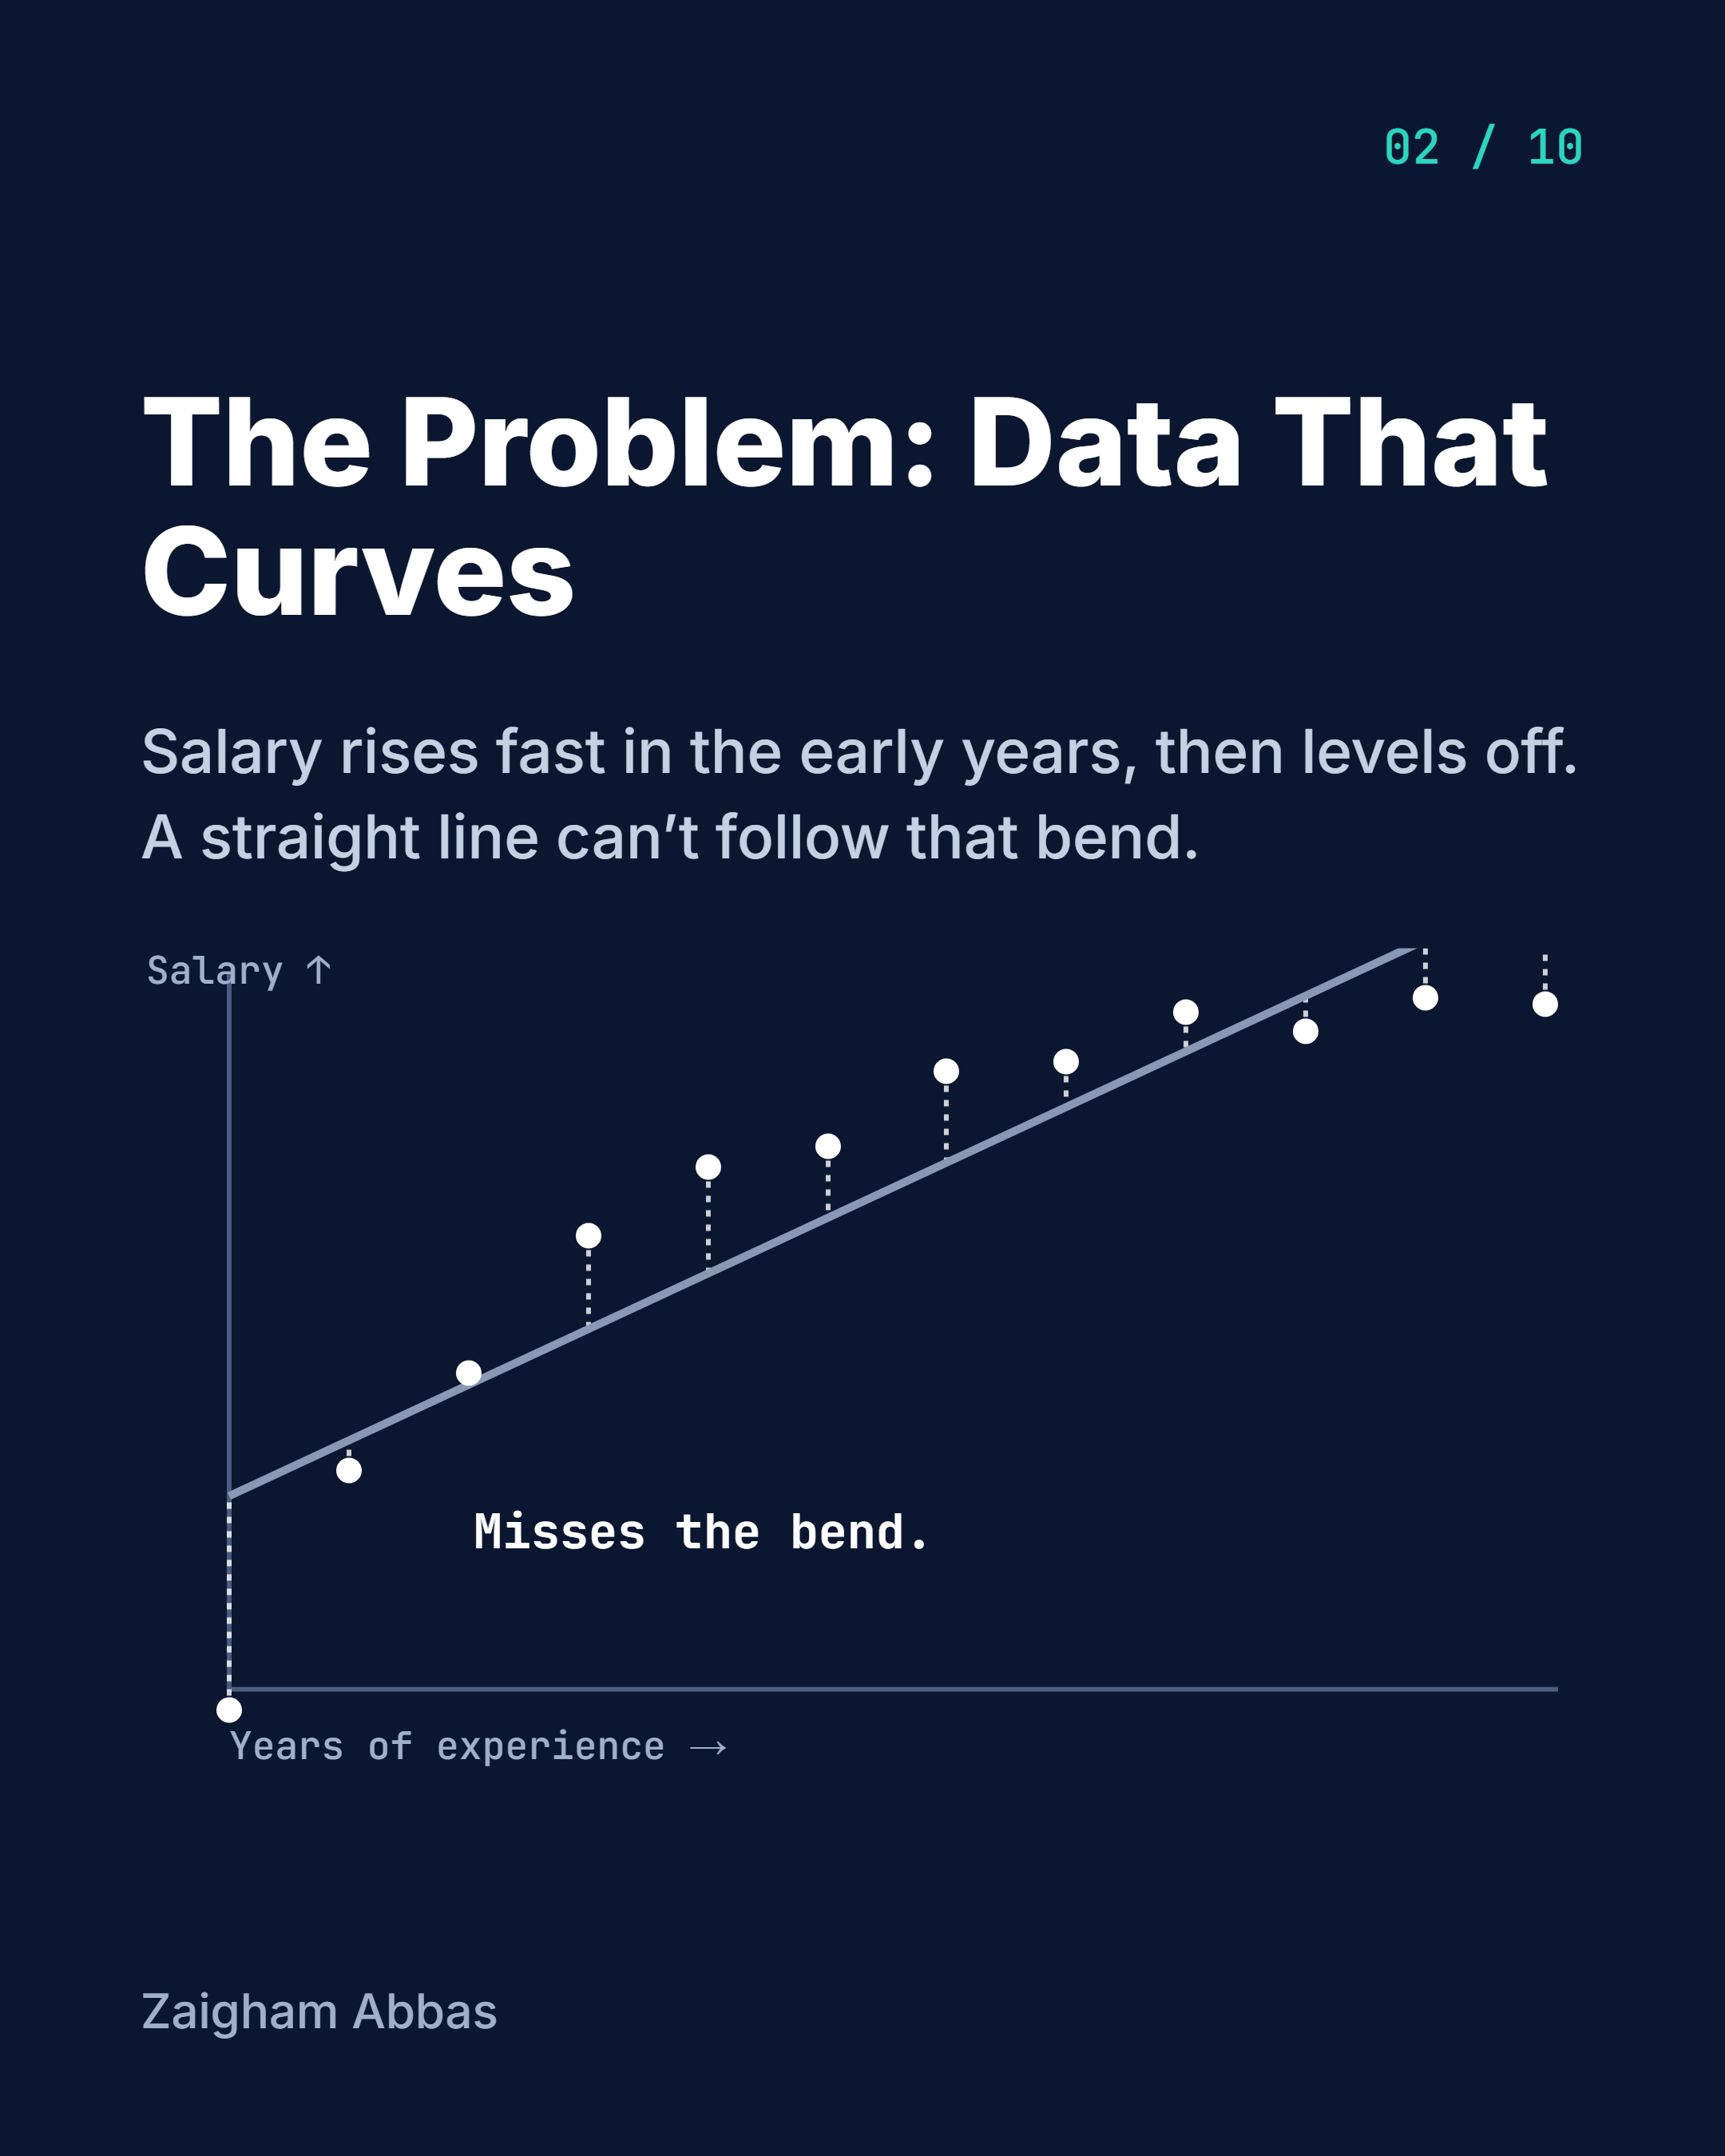 02 / 10
The Problem: Data That
Curves
Salary rises fast in the early years, then levels off.
A straight line can’t follow that bend.
Salary ↑
Misses the bend.
Years of experience →
Zaigham Abbas